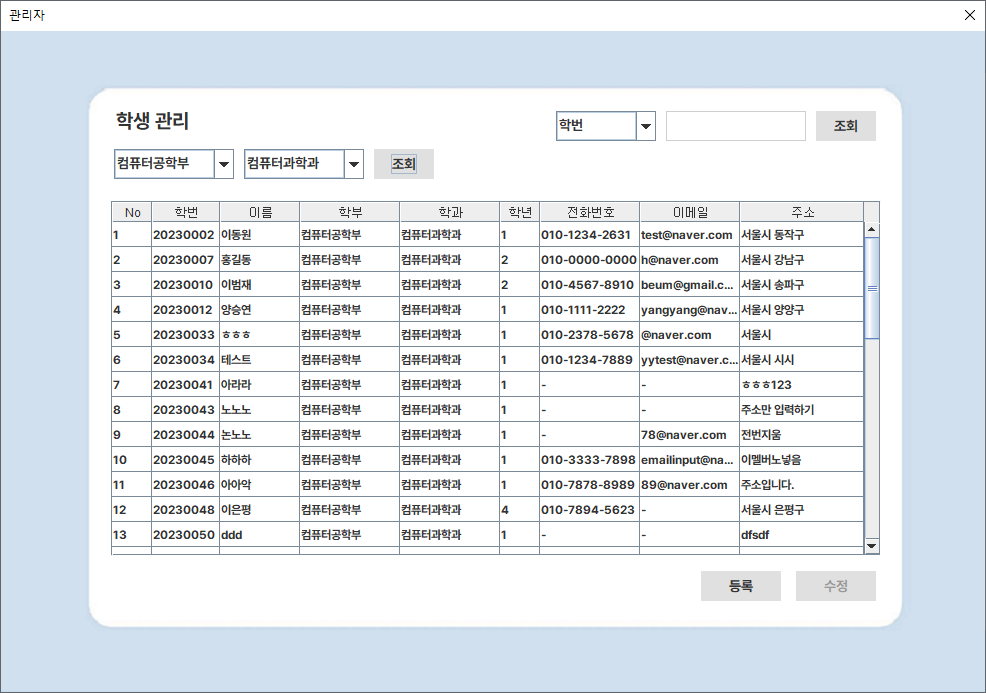 관리자
학생 관리
학번 조회
컴퓨터공학부 컴퓨터과학과 조회
No 학번 이름 학부 학과 학년 전화번호 이메일 주소
1 20230002 이동원 컴퓨터공학부 컴퓨터과학과 1 010-1234-2631 test@naver.com 서울시 동작구
2 20230007 홍길동 컴퓨터공학부 컴퓨터과학과 2 010-0000-0000 h@naver.com 서울시 강남구
3 20230010 이범재 컴퓨터공학부 컴퓨터과학과 2 010-4567-8910 beum@gmail.c... 서울시 송파구
4 20230012 양승연 컴퓨터공학부 컴퓨터과학과 1 010-1111-2222 yangyang@nav... 서울시 양양구
5 20230033 ㅎㅎㅎ 컴퓨터공학부 컴퓨터과학과 1 010-2378-5678 @naver.com 서울시
6 20230034 테스트 컴퓨터공학부 컴퓨터과학과 1 010-1234-7889 yytest@naver.c... 서울시 시시
7 20230041 아라라 컴퓨터공학부 컴퓨터과학과 1 - - ㅎㅎㅎ123
8 20230043 노노노 컴퓨터공학부 컴퓨터과학과 1 - - 주소만 입력하기
9 20230044 논노노 컴퓨터공학부 컴퓨터과학과 1 - 78@naver.com 전번지움
10 20230045 하하하 컴퓨터공학부 컴퓨터과학과 1 010-3333-7898 emailinput@na... 이멜버노넣음
11 20230046 아아악 컴퓨터공학부 컴퓨터과학과 1 010-7878-8989 89@naver.com 주소입니다.
12 20230048 이은평 컴퓨터공학부 컴퓨터과학과 4 010-7894-5623 - 서울시 은평구
13 20230050 ddd 컴퓨터공학부 컴퓨터과학과 1 - - dfsdf
등록 수정